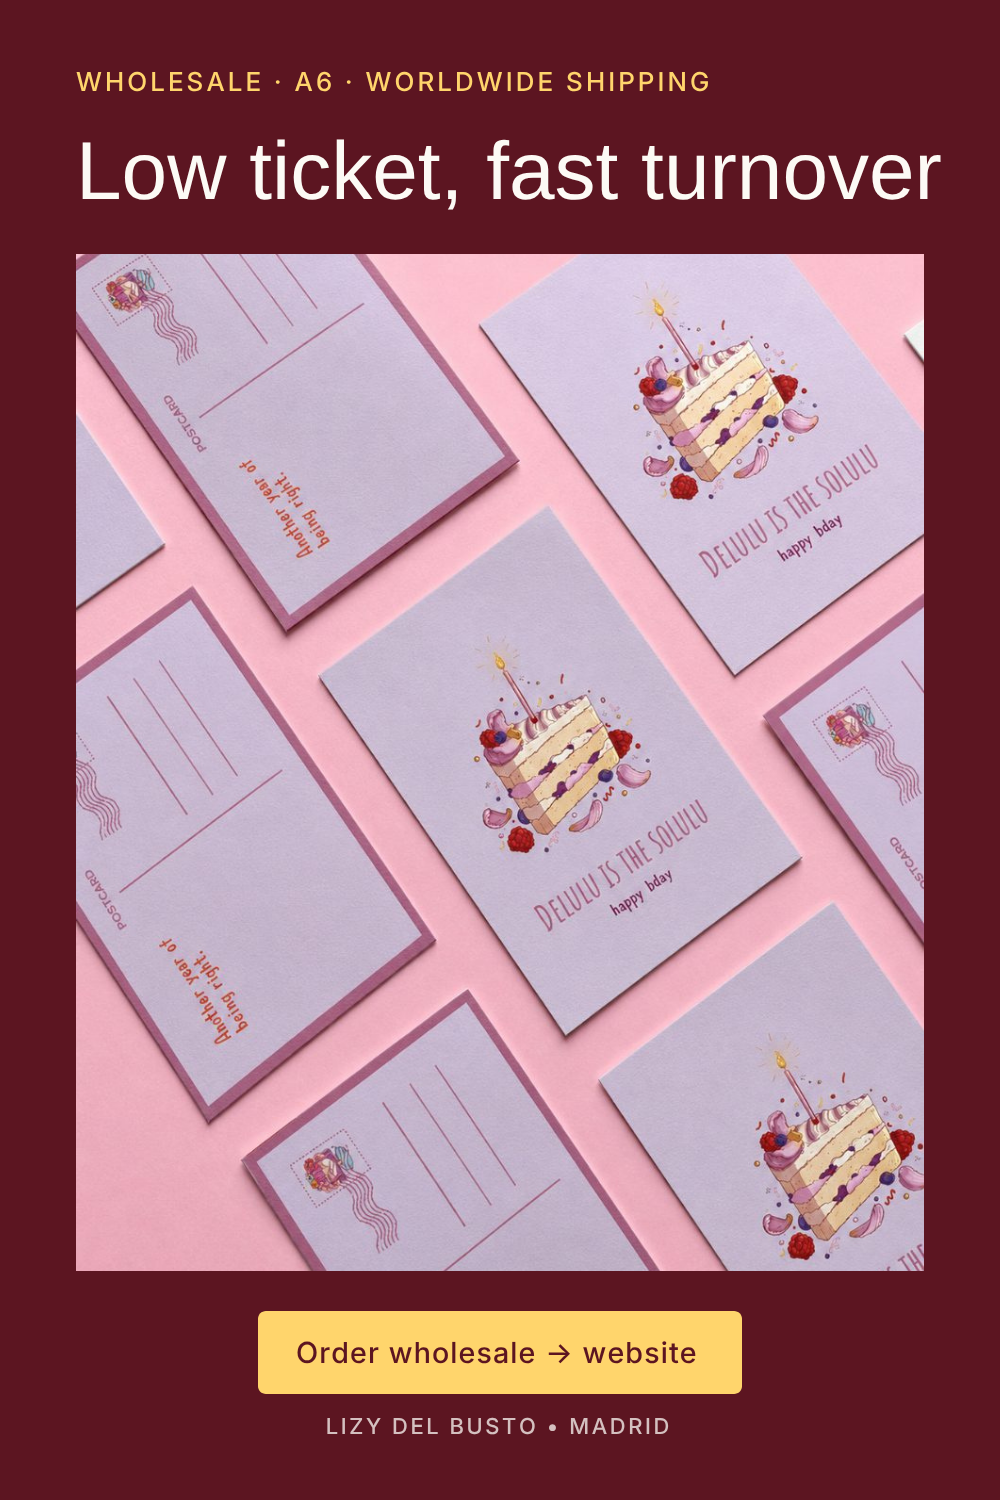 WHOLESALE · A6 · WORLDWIDE SHIPPING
Low ticket, fast turnover
POSTCARD
Another year of
being right.
DELULU IS THE SOLULU
happy bday
POSTCARD
Another year of
being right.
DELULU IS THE SOLULU
happy bday
POSTCARD
IS THE
Order wholesale → website
LIZY DEL BUSTO • MADRID